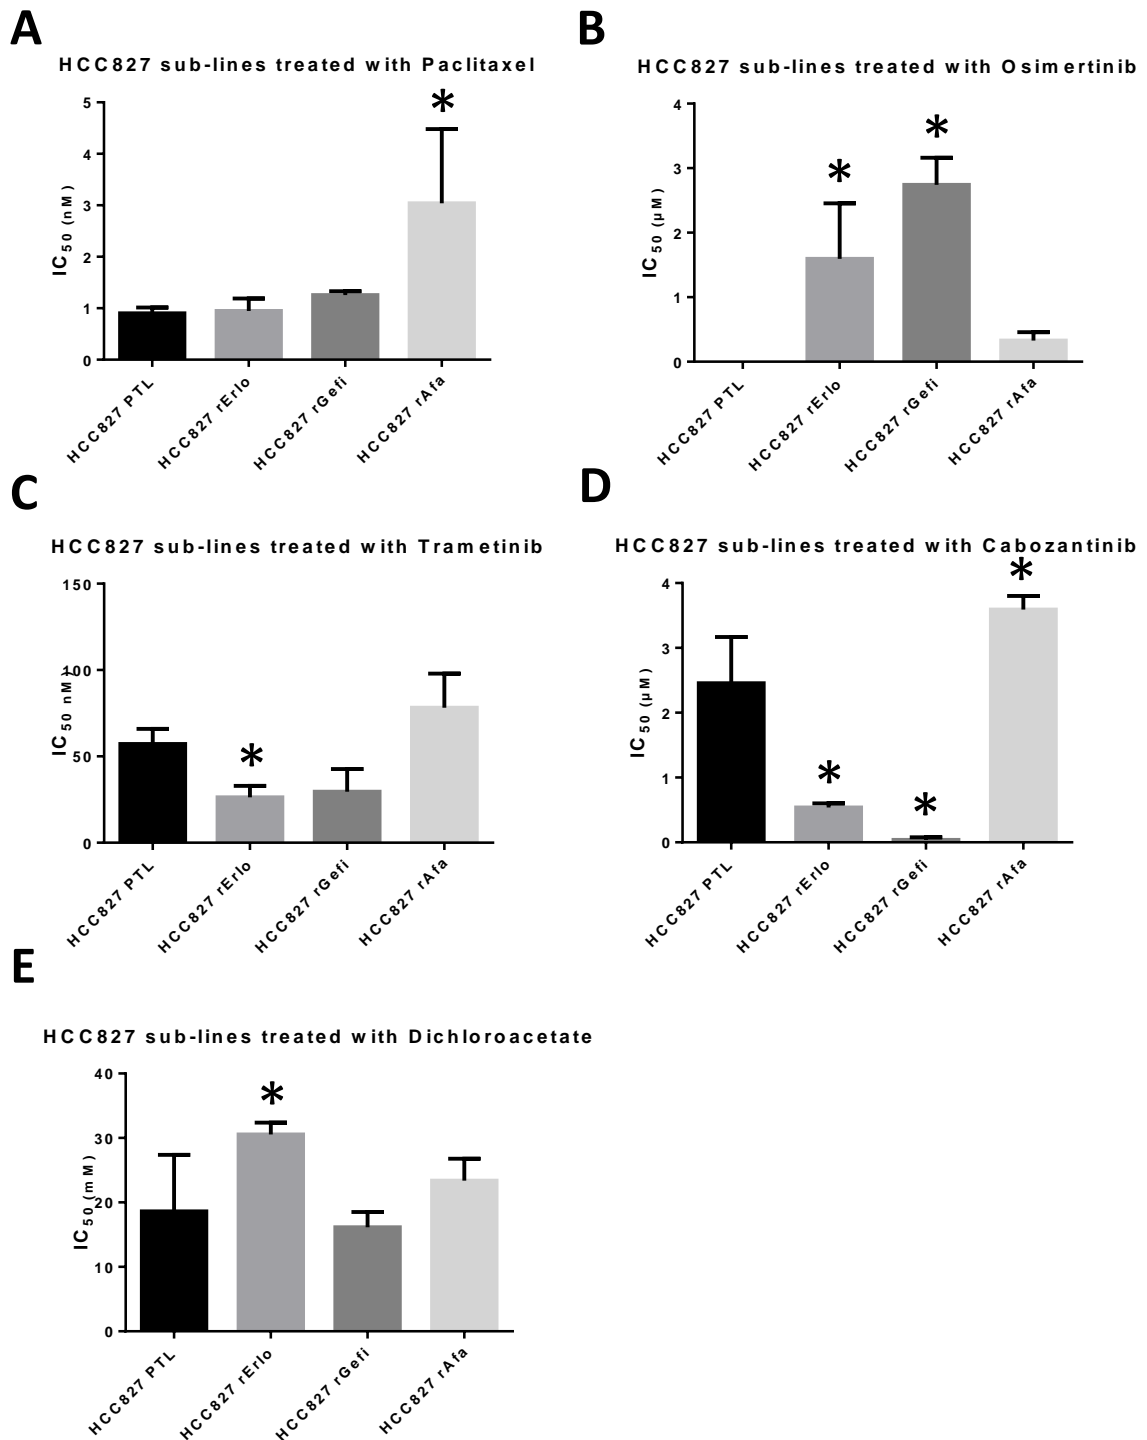 A
HCC827 sub-lines treated with Paclitaxel
5
4
3
2
1
0
IC50 (nM)
*
HCC827 PTL
HCC827 rErlo
HCC827 rGefi
HCC827 rAfa
B
HCC827 sub-lines treated with Osimertinib
4
3
2
1
0
IC50 (μM)
*
*
HCC827 PTL
HCC827 rErlo
HCC827 rGefi
HCC827 rAfa
C
HCC827 sub-lines treated with Trametinib
150
100
50
0
IC50 nM)
*
HCC827 PTL
HCC827 rErlo
HCC827 rGefi
HCC827 rAfa
D
HCC827 sub-lines treated with Cabozantinib
4
3
2
1
0
IC50 (μM)
*
*
*
HCC827 PTL
HCC827 rErlo
HCC827 rGefi
HCC827 rAfa
E
HCC827 sub-lines treated with Dichloroacetate
40
30
20
10
0
IC50 (mM)
*
HCC827 PTL
HCC827 rErlo
HCC827 rGefi
HCC827 rAfa